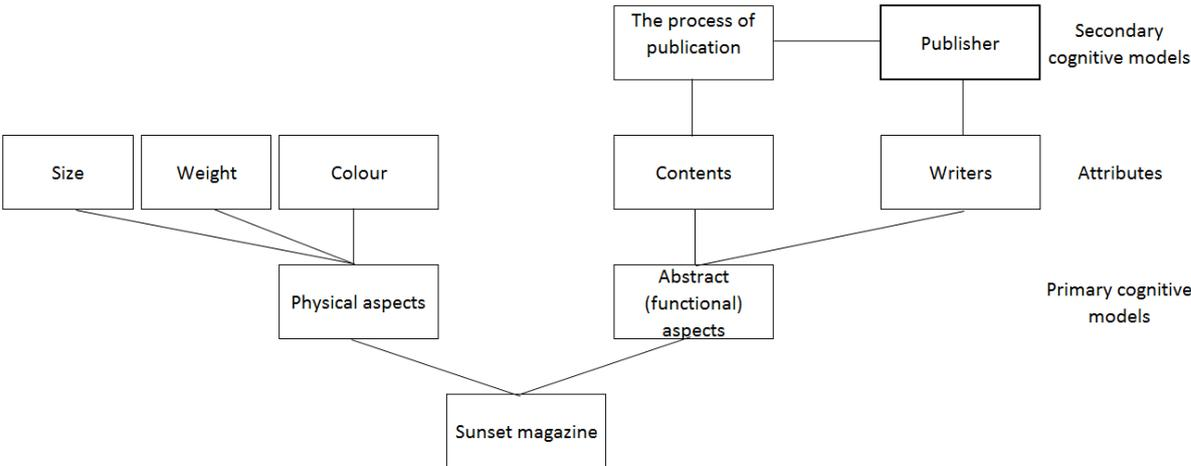 The process of
publication
Publisher
Secondary
cognitive models
Size
Weight
Colour
Contents
Writers
Attributes
Physical aspects
Abstract
(functional)
aspects
Primary cognitive
models
Sunset magazine